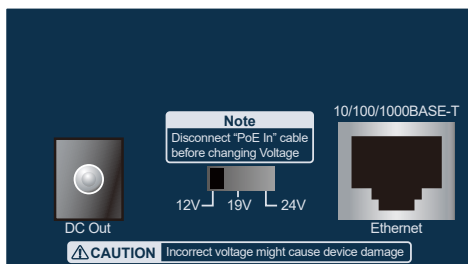 Note
Disconnect “PoE In” cable
before changing Voltage
10/100/1000BASE-T
12V 19V 24V
DC Out
Ethernet
CAUTION Incorrect voltage might cause device damage